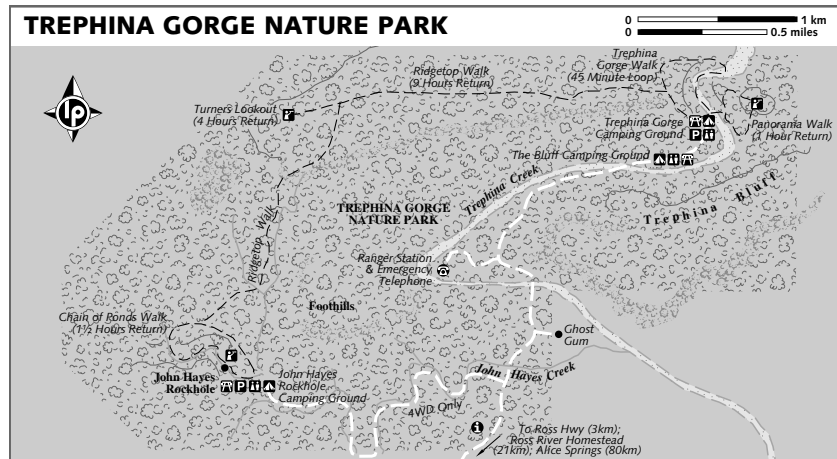 TREPHINA GORGE NATURE PARK
0 1 km
0 0.5 miles
lp
Trephina
Gorge Walk
(45 Minute Loop)
Ridgetop Walk
(9 Hours Return)
Turners Lookout
(4 Hours Return)
Trephina Gorge
Camping Ground
P
Panorama Walk
(1 Hour Return)
The Bluff Camping Ground
Trephina Creek
Trephina Bluff
TREPHINA GORGE
NATURE PARK
Ridgetop Walk
Ranger Station
& Emergency
Telephone
Foothills
Chain of Ponds Walk
(1½ Hours Return)
Ghost
Gum
John Hayes
Rockhole
P
John Hayes
Rockhole
Camping Ground
John Hayes Creek
4WD Only
i
To Ross Hwy (3km);
Ross River Homestead
(21km); Alice Springs (80km)